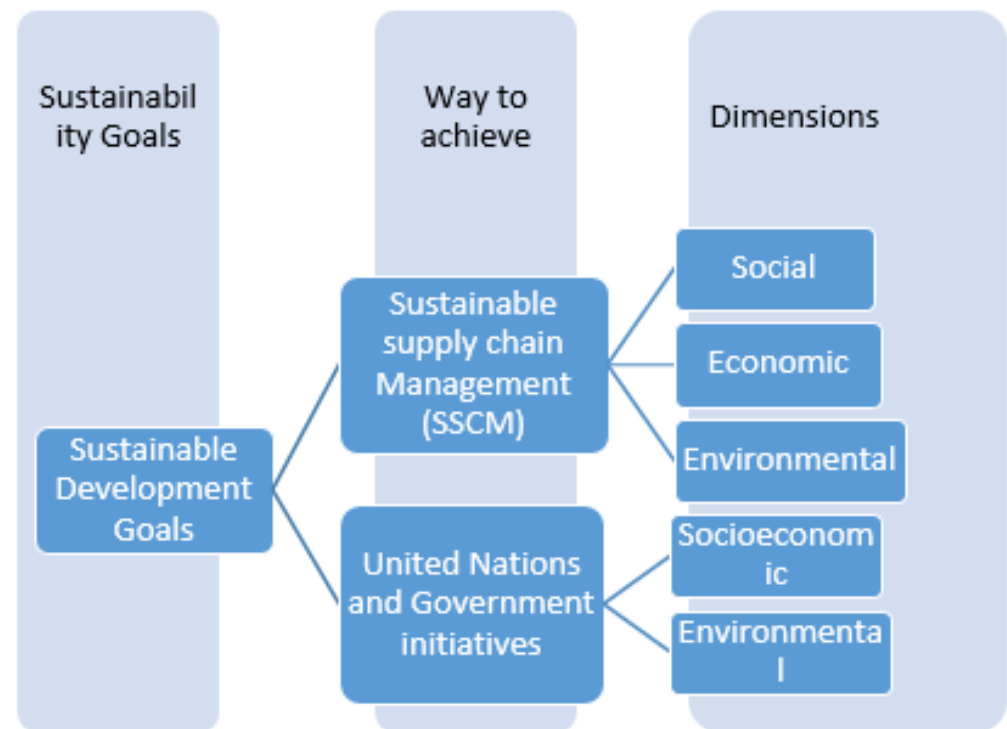 Sustainabil
ity Goals
Way to
achieve
Dimensions
Sustainable
Development
Goals
Sustainable
supply chain
Management
(SSCM)
United Nations
and Government
initiatives
Social
Economic
Environmental
Socioeconom
ic
Environmenta
l